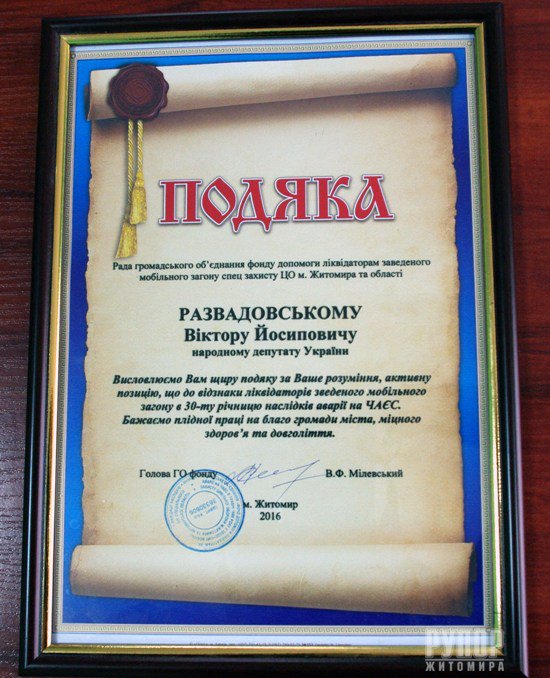 ПОДЯКА
Рада громадського об'єднання фонду допомоги ліквідаторам заведеного
мобільного загону спец захисту ЦО м. Житомира та області
РАЗВАДОВСЬКОМУ
Віктору Йосиповичу
народному депутату України
Висловлюємо Вам щиру подяку за Ваше розуміння, активну
позицію, що до відзнаки ліквідаторів зведеного мобільного
загону в 30-ту річницю наслідків аварії на ЧАЄС.
Бажаємо плідної праці на благо громади міста, міцного
здоров'я та довголіття.
Голова ГО фонду В.Ф. Мілевський
м. Житомир
2016
РУПОР
ЖИТОМИРА